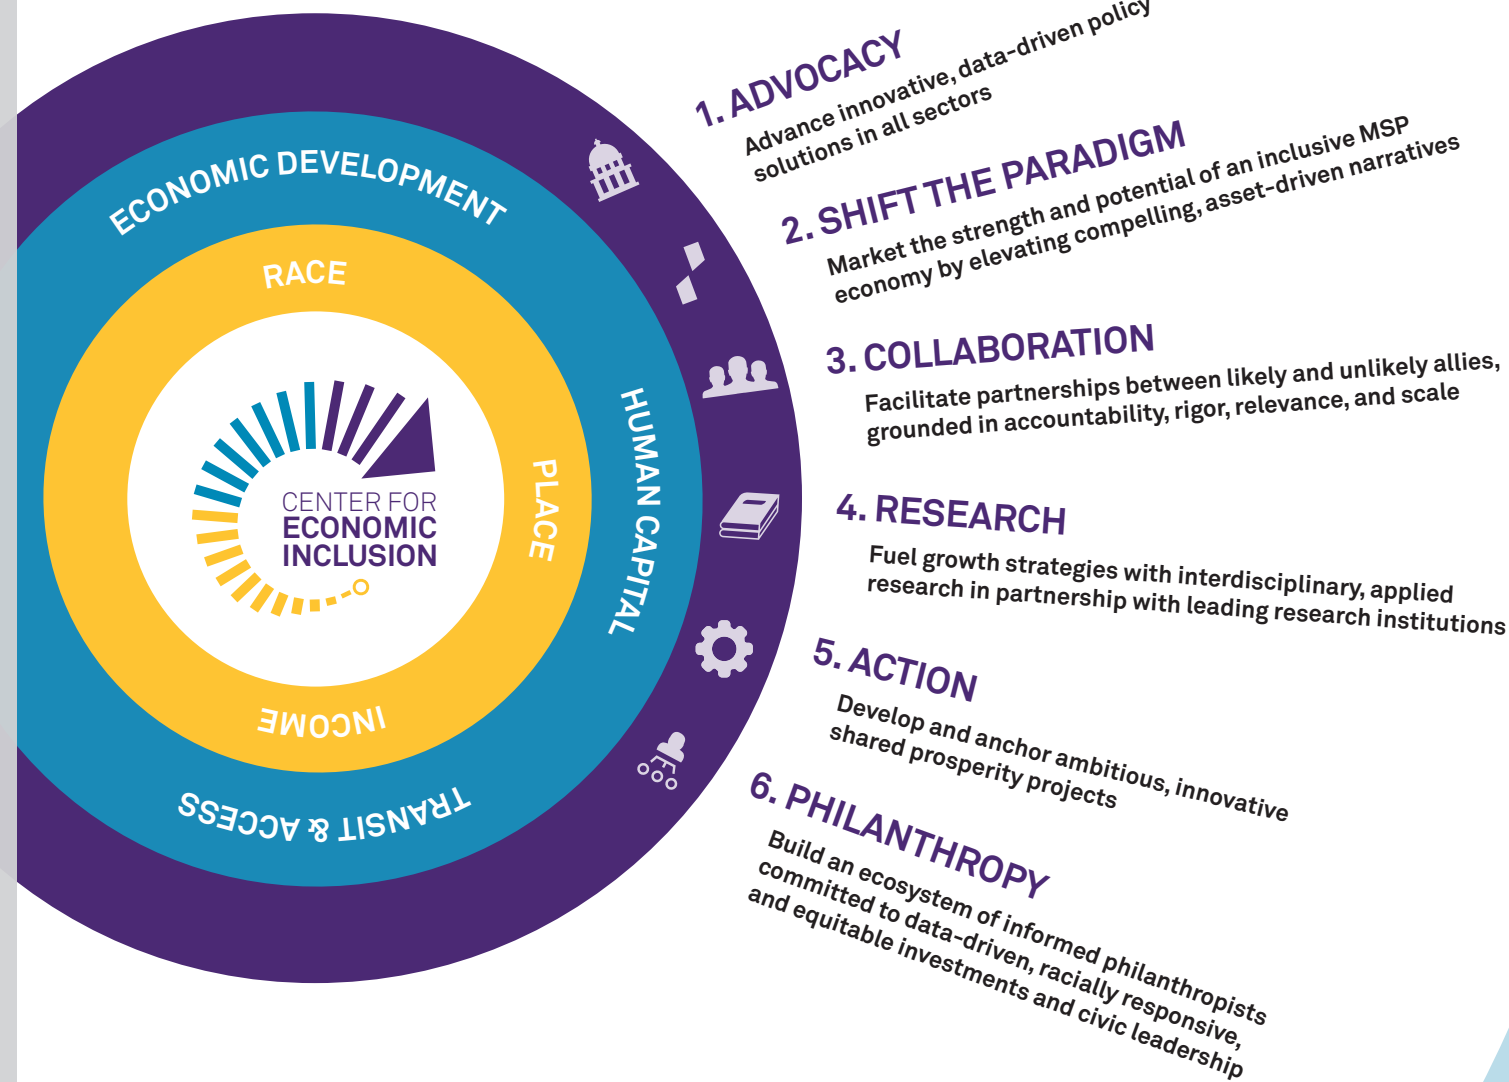 ECONOMIC DEVELOPMENT
RACE
CENTER FOR
ECONOMIC
INCLUSION
PLACE
HUMAN CAPITAL
INCOME
TRANSIT & ACCESS
1. ADVOCACY
Advance innovative, data-driven policy
solutions in all sectors
2. SHIFT THE PARADIGM
Market the strength and potential of an inclusive MSP
economy by elevating compelling, asset-driven narratives
3. COLLABORATION
Facilitate partnerships between likely and unlikely allies,
grounded in accountability, rigor, relevance, and scale
4. RESEARCH
Fuel growth strategies with interdisciplinary, applied
research in partnership with leading research institutions
5. ACTION
Develop and anchor ambitious, innovative
shared prosperity projects
6. PHILANTHROPY
Build an ecosystem of informed philanthropists
committed to data-driven, racially responsive,
and equitable investments and civic leadership